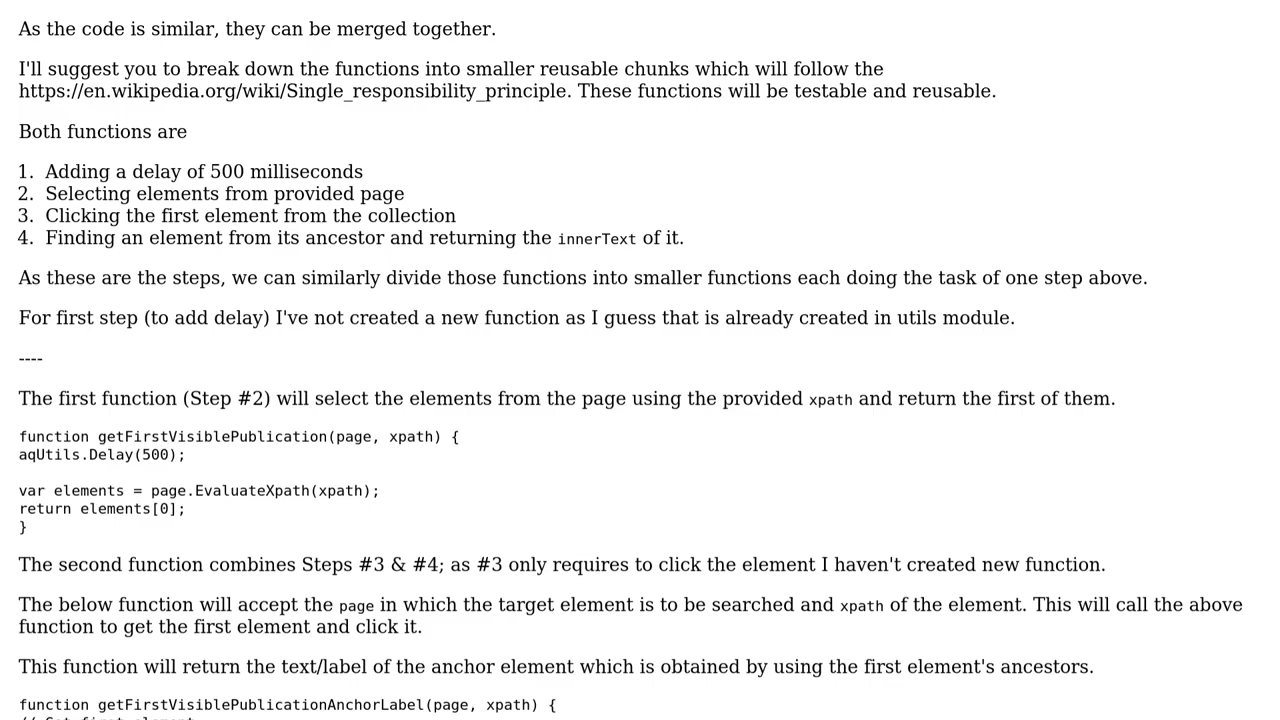 As the code is similar, they can be merged together.
I'll suggest you to break down the functions into smaller reusable chunks which will follow the
https://en.wikipedia.org/wiki/Single_responsibility_principle. These functions will be testable and reusable.
Both functions are
1. Adding a delay of 500 milliseconds
2. Selecting elements from provided page
3. Clicking the first element from the collection
4. Finding an element from its ancestor and returning the innerText of it.
As these are the steps, we can similarly divide those functions into smaller functions each doing the task of one step above.
For first step (to add delay) I've not created a new function as I guess that is already created in utils module.
----
The first function (Step #2) will select the elements from the page using the provided xpath and return the first of them.
function getFirstVisiblePublication(page, xpath) {
aqUtils.Delay(500);
var elements = page.EvaluateXpath(xpath);
return elements[0];
}
The second function combines Steps #3 & #4; as #3 only requires to click the element I haven't created new function.
The below function will accept the page in which the target element is to be searched and xpath of the element. This will call the above
function to get the first element and click it.
This function will return the text/label of the anchor element which is obtained by using the first element's ancestors.
function getFirstVisiblePublicationAnchorLabel(page, xpath) {